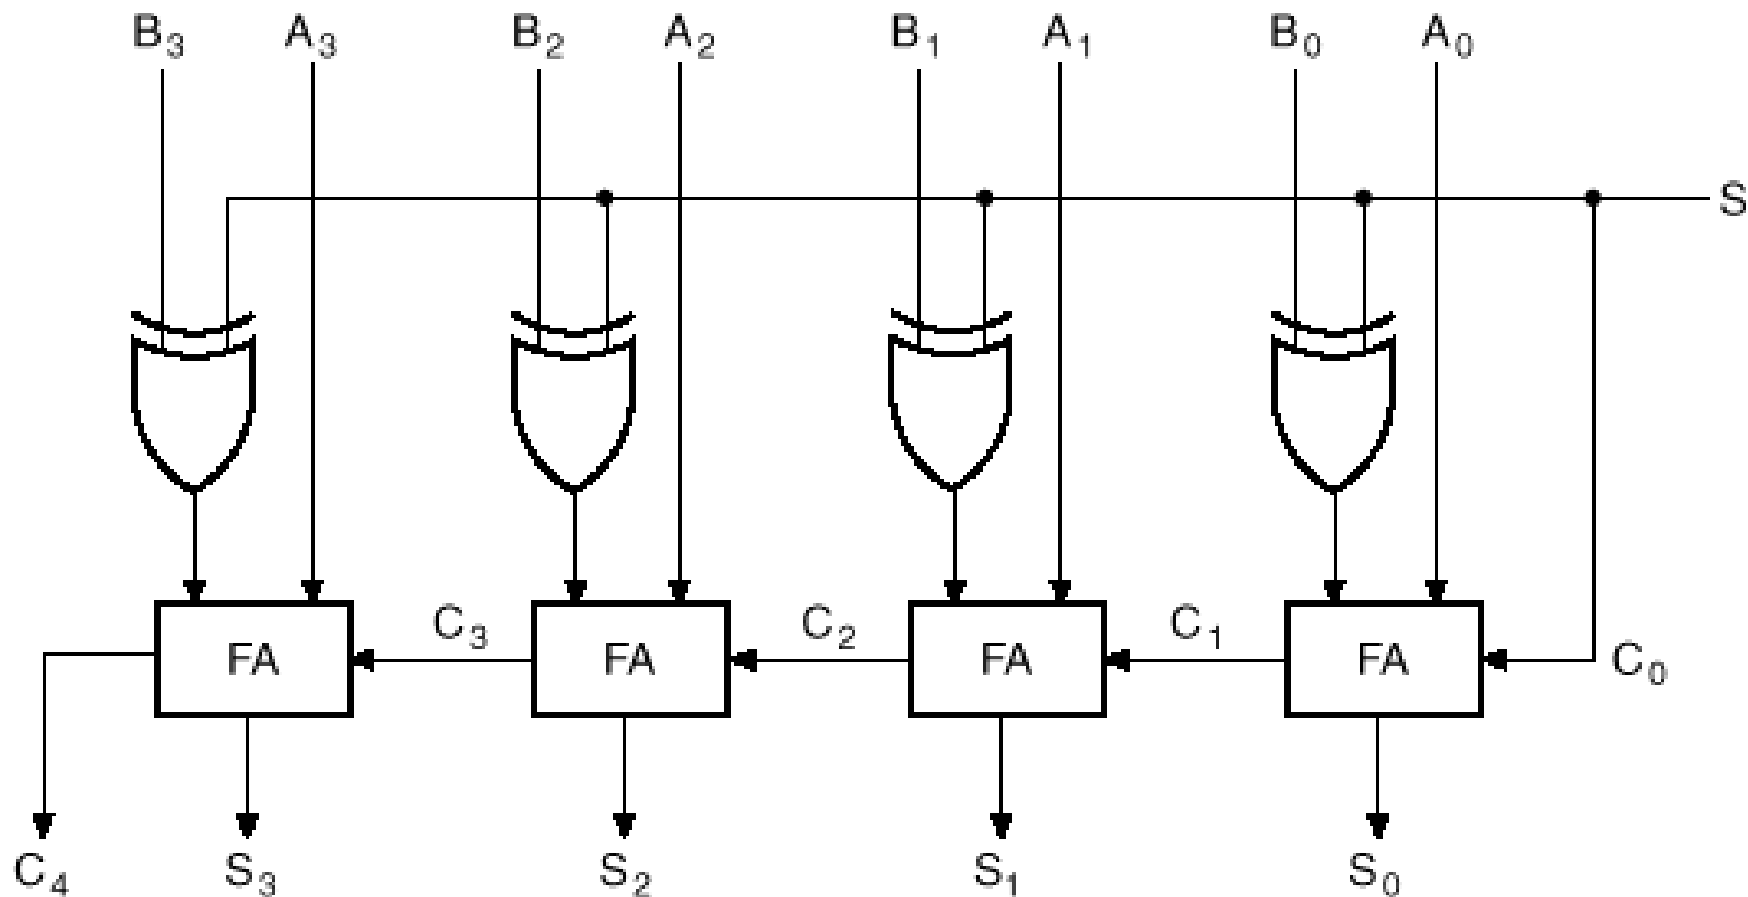 B₃ A₃ B₂ A₂ B₁ A₁ B₀ A₀
S
C₃ C₂ C₁
FA FA FA FA C₀
C₄ S₃ S₂ S₁ S₀